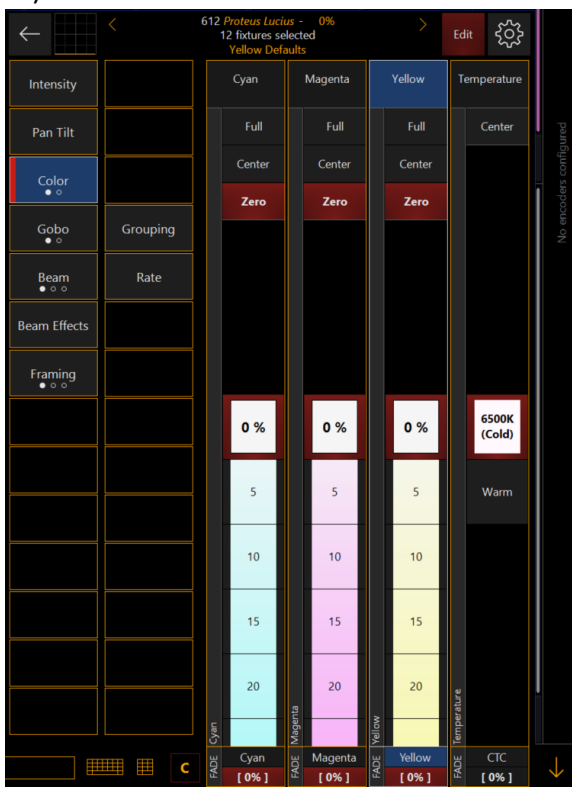 612 Proteus Lucius - 0%
12 fixtures selected
Yellow Defaults
Edit
Intensity
Pan Tilt
Color
Gobo
Beam
Beam Effects
Framing
Grouping
Rate
Cyan
Magenta
Yellow
Temperature
Full
Full
Full
Center
Center
Center
Center
Zero
Zero
Zero
0 %
0 %
0 %
6500K
(Cold)
5
5
5
Warm
10
10
10
15
15
15
20
20
20
Cyan
Magenta
Yellow
Temperature
C
FADE
Cyan
[ 0% ]
FADE
Magenta
[ 0% ]
FADE
Yellow
[ 0% ]
FADE
CTC
[ 0% ]
No encoders configured